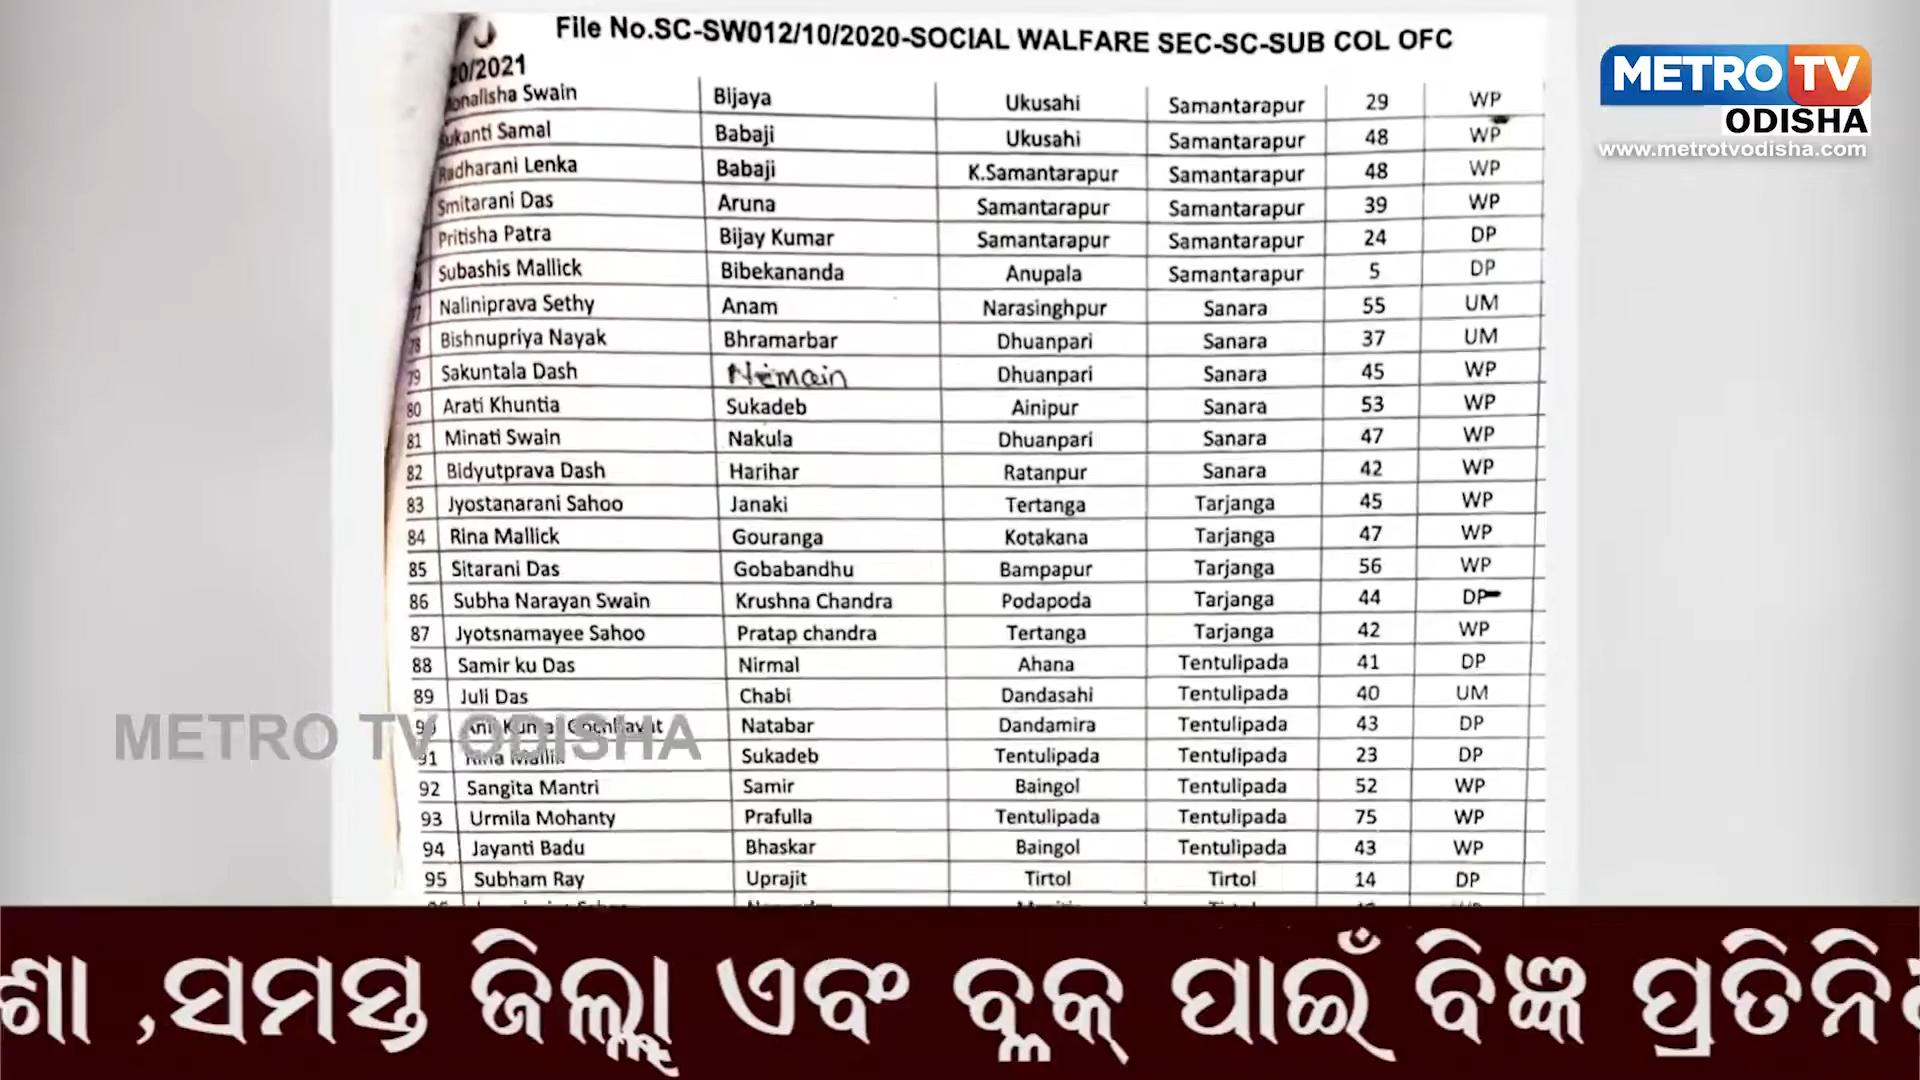 File No.SC-SW012/10/2020-SOCIAL WALFARE SEC-SC-SUB COL OFC
20/2021
METRO TV
ODISHA
www.metrotvodisha.com
Swain Bijaya Ukusahi Samantarapur 29 WP
Sukanti Samal Babaji Ukusahi Samantarapur 48 WP
Radharani Lenka Babaji K.Samantarapur Samantarapur 48 WP
Smitarani Das Aruna Samantarapur Samantarapur 39 WP
Pritisha Patra Bijay Kumar Samantarapur Samantarapur 24 DP
Subashis Mallick Bibekananda Anupala Samantarapur 5 DP
Naliniprava Sethy Anam Narasinghpur Sanara 55 UM
78 Bishnupriya Nayak Bhramarbar Dhuanpari Sanara 37 UM
79 Sakuntala Dash Nemain Dhuanpari Sanara 45 WP
80 Arati Khuntia Sukadeb Ainipur Sanara 53 WP
81 Minati Swain Nakula Dhuanpari Sanara 47 WP
82 Bidyutprava Dash Harihar Ratanpur Sanara 42 WP
83 Jyostanarani Sahoo Janaki Tertanga Tarjanga 45 WP
84 Rina Mallick Gouranga Kotakana Tarjanga 47 WP
85 Sitarani Das Gobabandhu Bampapur Tarjanga 56 WP
86 Subha Narayan Swain Krushna Chandra Podapoda Tarjanga 44 DP
87 Jyotsnamayee Sahoo Pratap chandra Tertanga Tarjanga 42 WP
88 Samir ku Das Nirmal Ahana Tentulipada 41 DP
89 Juli Das Chabi Dandasahi Tentulipada 40 UM
90 Natabar Dandamira Tentulipada 43 DP
91 Sukadeb Tentulipada Tentulipada 23 DP
92 Sangita Mantri Samir Baingol Tentulipada 52 WP
93 Urmila Mohanty Prafulla Tentulipada Tentulipada 75 WP
94 Jayanti Badu Bhaskar Baingol Tentulipada 43 WP
95 Subham Ray Uprajit Tirtol Tirtol 14 DP
METRO TV ODISHA
ଶା ,ସମସ୍ତ ଜିଲ୍ଲା ଏବଂ ବ୍ଲକ୍ ପାଇଁ ବିଜ୍ଞ ପ୍ରତିନି